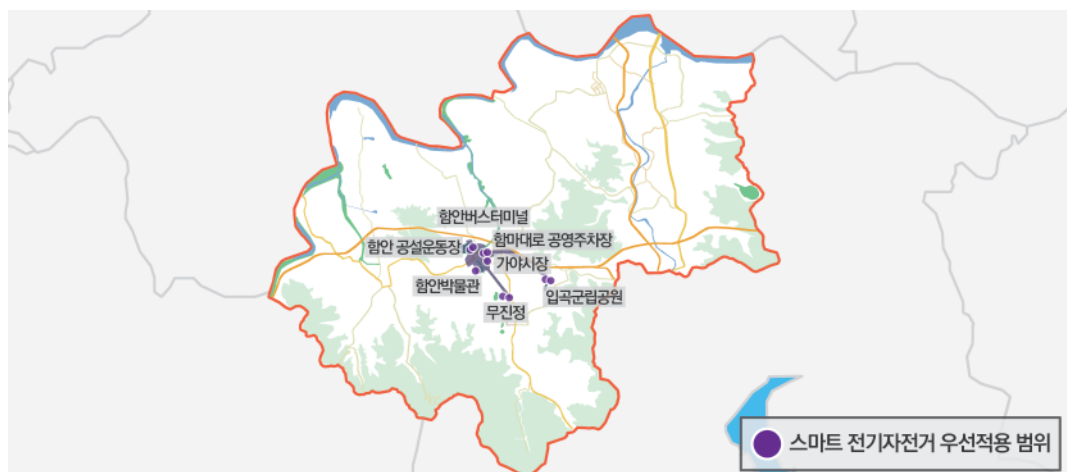 함안버스터미널
함안 공설운동장
함마대로 공영주차장
가야시장
함안박물관
입곡군립공원
무진정
스마트 전기자전거 우선적용 범위